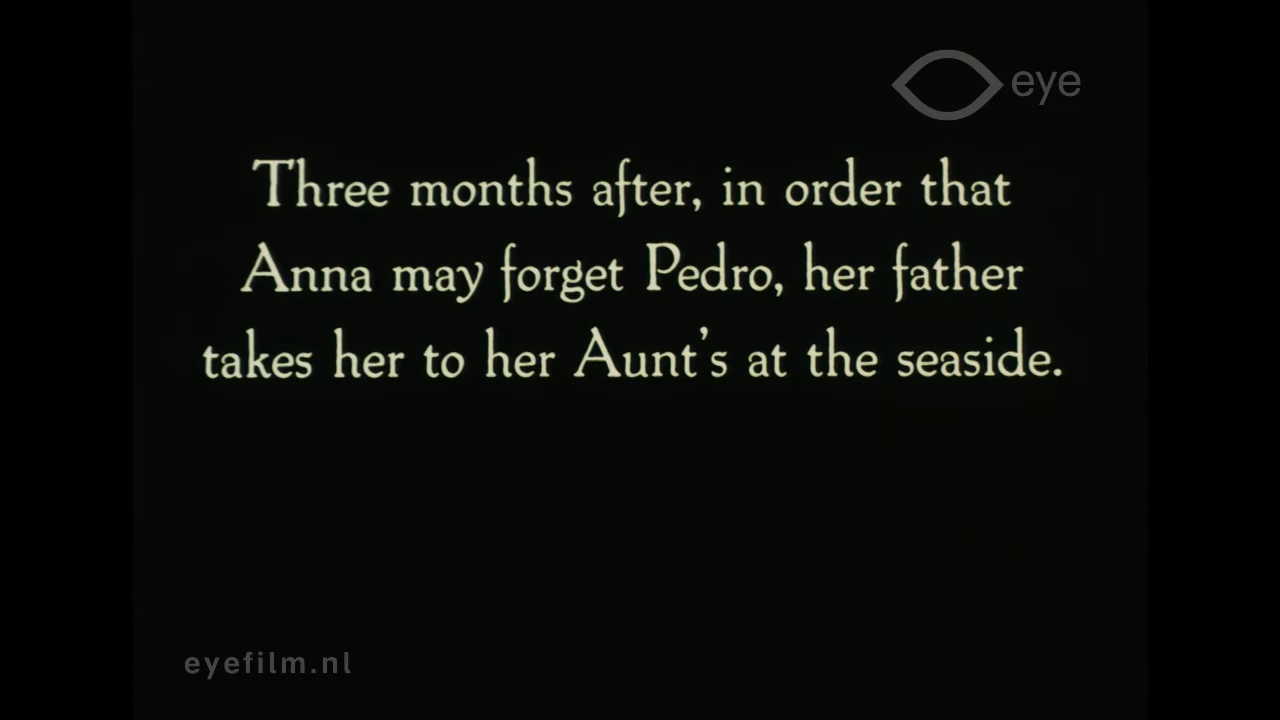 eye
Three months after, in order that
Anna may forget Pedro, her father
takes her to her Aunt's at the seaside.
eyefilm.nl